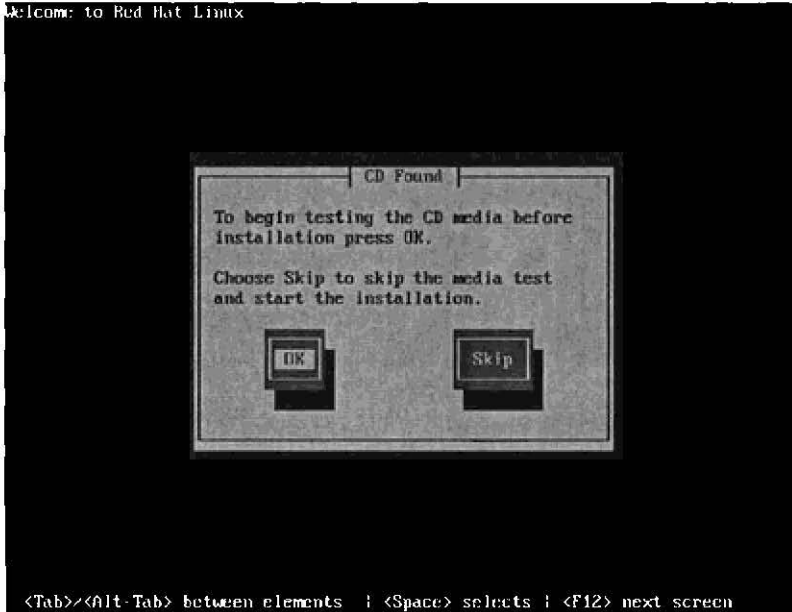 Welcome to Red Hat Linux
CD Found
To begin testing the CD media before
installation press OK.
Choose Skip to skip the media test
and start the installation.
OK Skip
<Tab>/<Alt-Tab> between elements | <Space> selects | <F12> next screen